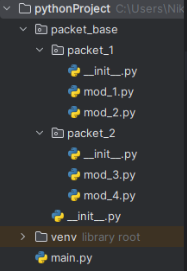 pythonProject C:\Users\Nik
packet_base
packet_1
__init__.py
mod_1.py
mod_2.py
packet_2
__init__.py
mod_3.py
mod_4.py
__init__.py
venv library root
main.py